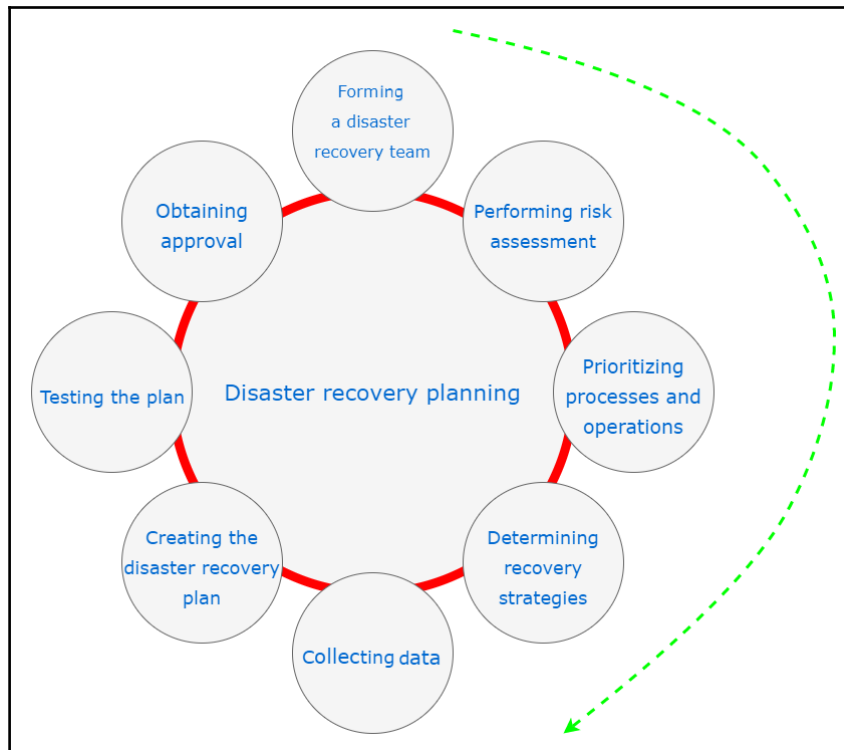 Forming
a disaster
recovery team
Performing risk
assessment
Prioritizing
processes and
operations
Determining
recovery
strategies
Collecting data
Creating the
disaster recovery
plan
Testing the plan
Obtaining
approval
Disaster recovery planning